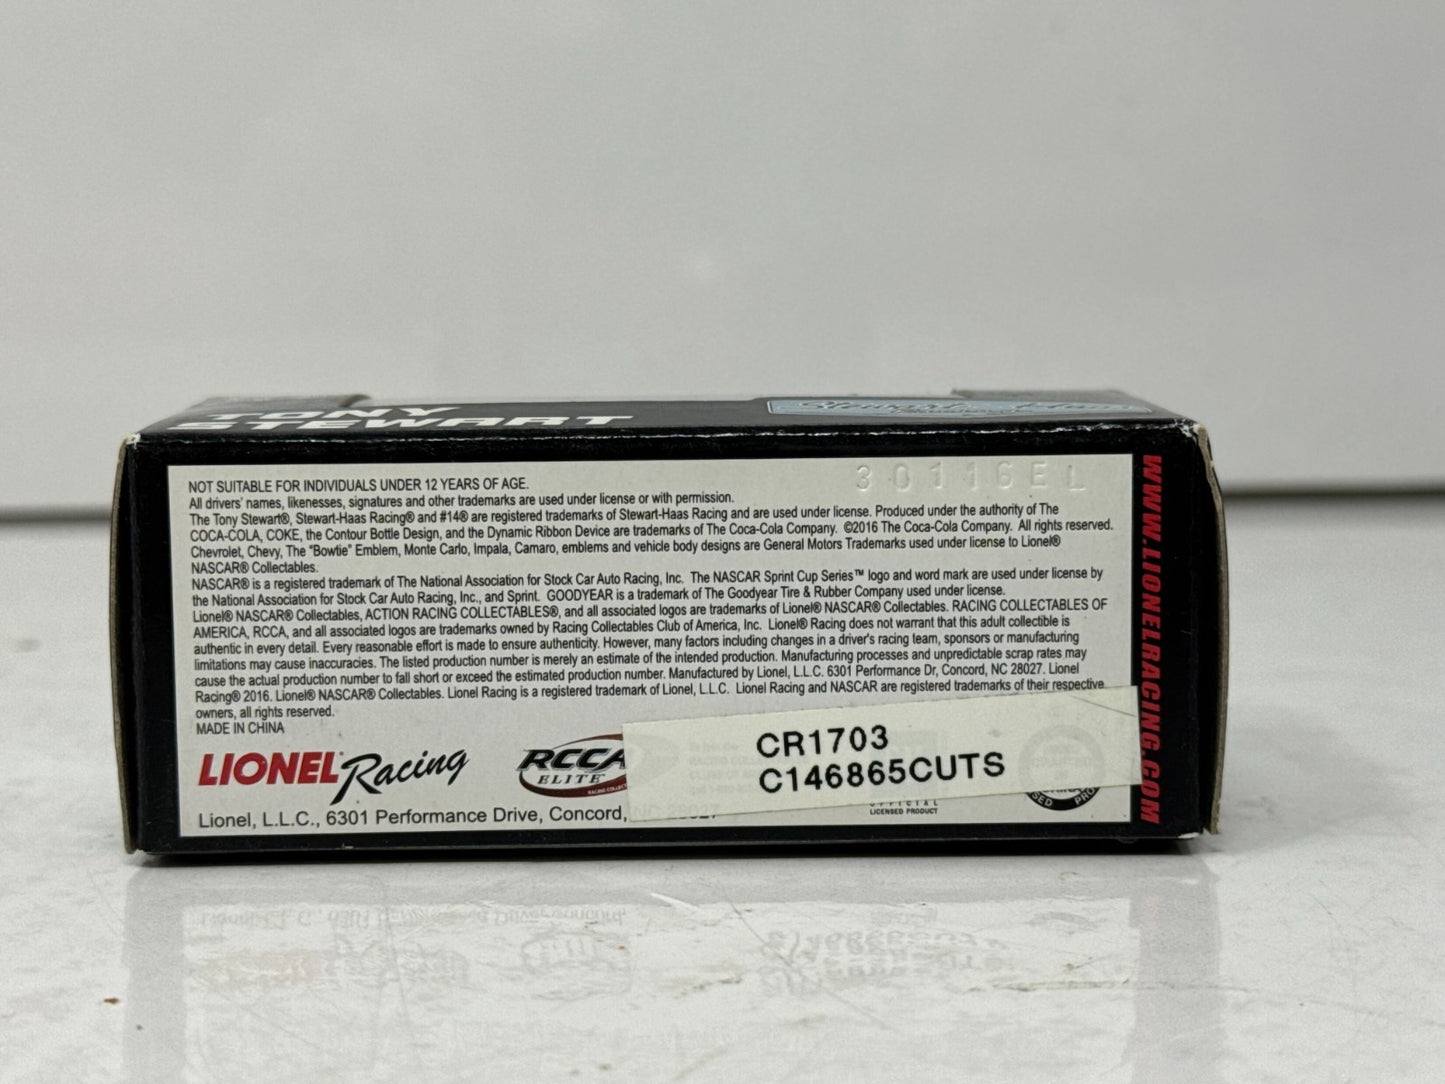 TONY
STEWART
30116EL
NOT SUITABLE FOR INDIVIDUALS UNDER 12 YEARS OF AGE.
All drivers' names, likenesses, signatures and other trademarks are used under license or with permission.
The Tony Stewart®, Stewart-Haas Racing® and #14® are registered trademarks of Stewart-Haas Racing and are used under license. Produced under the authority of The
COCA-COLA, COKE, the Contour Bottle Design, and the Dynamic Ribbon Device are trademarks of The Coca-Cola Company. ©2016 The Coca-Cola Company. All rights reserved.
Chevrolet, Chevy, The "Bowtie" Emblem, Monte Carlo, Impala, Camaro, emblems and vehicle body designs are General Motors Trademarks used under license to Lionel®
NASCAR® Collectables.
NASCAR® is a registered trademark of The National Association for Stock Car Auto Racing, Inc. The NASCAR Sprint Cup Series™ logo and word mark are used under license by
the National Association for Stock Car Auto Racing, Inc., and Sprint. GOODYEAR is a trademark of The Goodyear Tire & Rubber Company used under license.
Lionel® NASCAR® Collectables, ACTION RACING COLLECTABLES®, and all associated logos are trademarks of Lionel® NASCAR® Collectables. RACING COLLECTABLES OF
AMERICA, RCCA, and all associated logos are trademarks owned by Racing Collectables Club of America, Inc. Lionel® Racing does not warrant that this adult collectible is
authentic in every detail. Every reasonable effort is made to ensure authenticity. However, many factors including changes in a driver's racing team, sponsors or manufacturing
limitations may cause inaccuracies. The listed production number is merely an estimate of the intended production. Manufacturing processes and unpredictable scrap rates may
cause the actual production number to fall short or exceed the estimated production number. Manufactured by Lionel, L.L.C. 6301 Performance Dr, Concord, NC 28027. Lionel
Racing® 2016. Lionel® NASCAR® Collectables. Lionel Racing is a registered trademark of Lionel, L.L.C. Lionel Racing and NASCAR are registered trademarks of their respective
owners, all rights reserved.
MADE IN CHINA
LIONEL Racing
RCCA
ELITE
CR1703
C146865CUTS
OFFICIAL
LICENSED PRODUCT
Lionel, L.L.C., 6301 Performance Drive, Concord,
WWW.LIONELRACING.COM